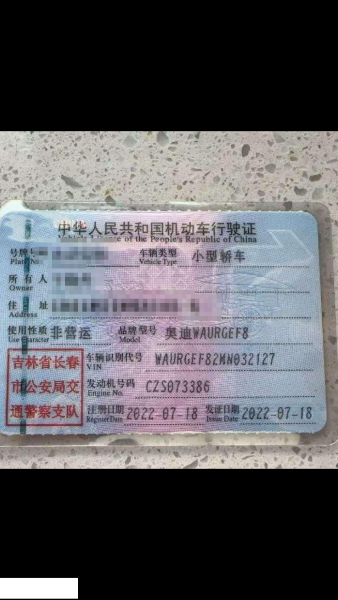 中华人民共和国机动车行驶证
Vehicle License of the People's Republic of China
号牌号 车辆类型 小型轿车
Plate No. Vehicle Type
所有人
Owner
住 址
Address
使用性质 非营运 品牌型号 奥迪WAURGEF8
Use Character Model
吉林省长春
市公安局交
通警察支队
车辆识别代号 WAURGEF82MN032127
VIN
发动机号码 CZS073386
Engine No.
注册日期 2022-07-18 发证日期 2022-07-18
Register Date Issue Date